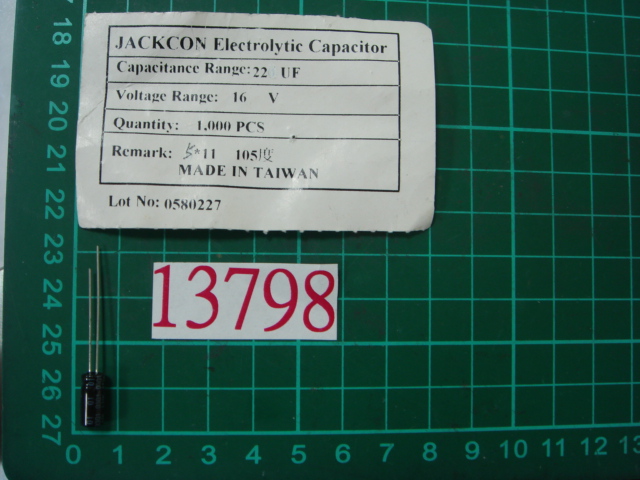 JACKCON Electrolytic Capacitor
Capacitance Range: 22 UF
Voltage Range: 16 V
Quantity: 1,000 PCS
Remark: 5*11 105度
MADE IN TAIWAN
Lot No: 0580227
13798
18
19
20
21
22
23
24
25
26
27
0 1 2 3 4 5 6 7 8 9 10 11 12 13